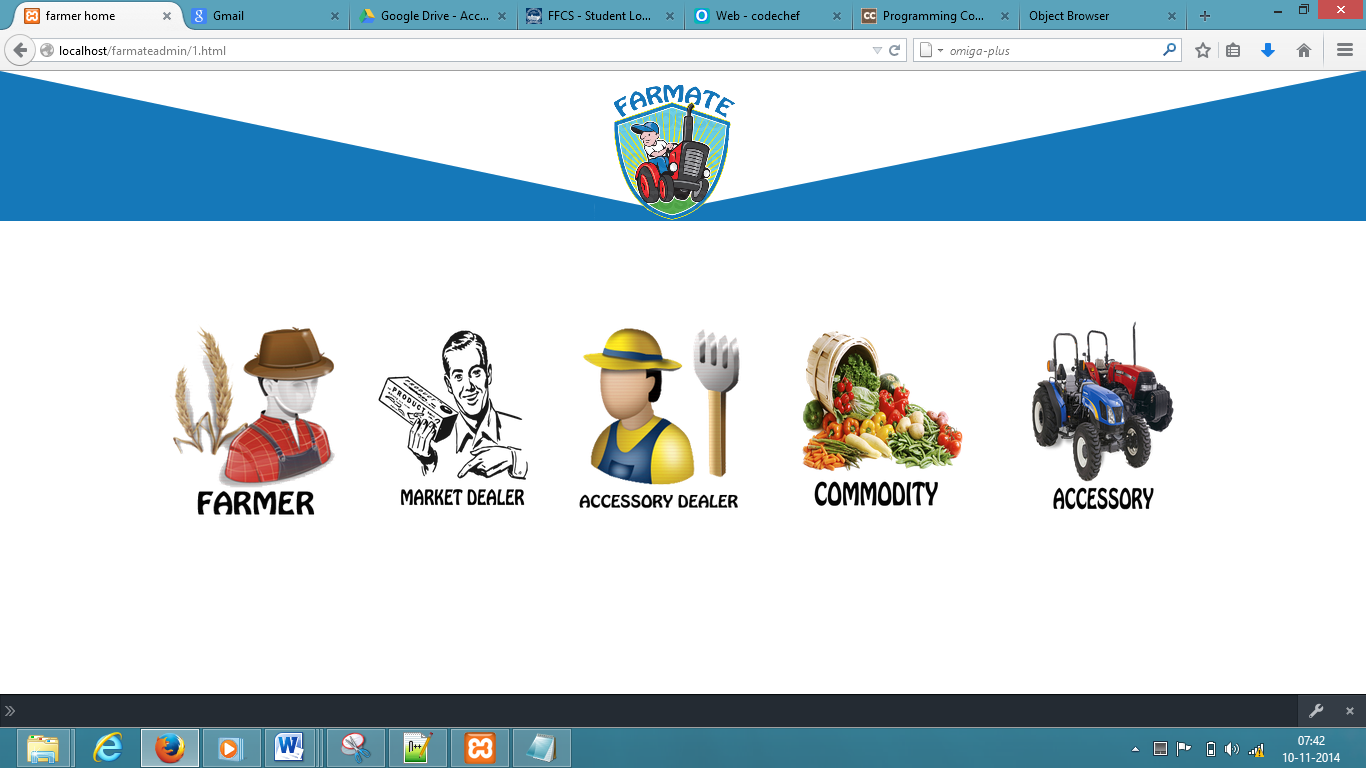 farmer home
Gmail
Google Drive - Acc...
FFCS - Student Lo...
Web - codechef
Programming Co...
Object Browser
localhost/farmateadmin/1.html
omiga-plus
FARMATE
PRODUCT
FARMER
MARKET DEALER
ACCESSORY DEALER
COMMODITY
ACCESSORY
07:42
10-11-2014